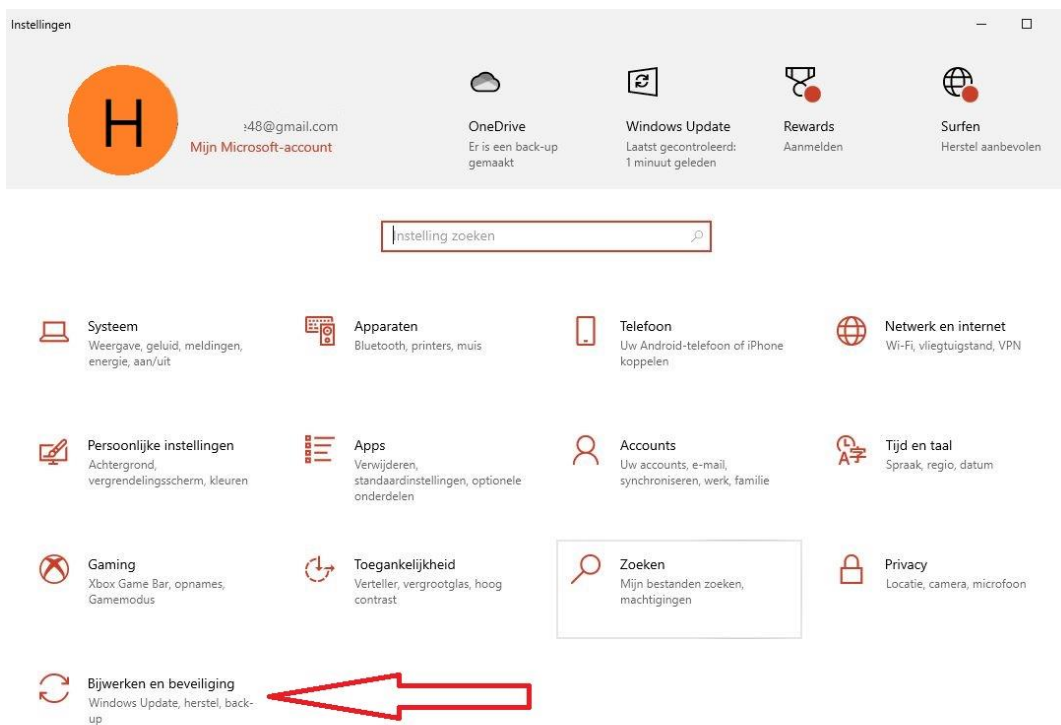 Instellingen
H
e48@gmail.com
Mijn Microsoft-account
OneDrive
Er is een back-up
gemaakt
Windows Update
Laatst gecontroleerd:
1 minuut geleden
Rewards
Aanmelden
Surfen
Herstel aanbevolen
Instelling zoeken
Systeem
Weergave, geluid, meldingen,
energie, aan/uit
Apparaten
Bluetooth, printers, muis
Telefoon
Uw Android-telefoon of iPhone
koppelen
Netwerk en internet
Wi-Fi, vliegtuigstand, VPN
Persoonlijke instellingen
Achtergrond,
vergrendelingsscherm, kleuren
Apps
Verwijderen,
standaardinstellingen, optionele
onderdelen
Accounts
Uw accounts, e-mail,
synchroniseren, werk, familie
Tijd en taal
Spraak, regio, datum
Gaming
Xbox Game Bar, opnames,
Gamemodus
Toegankelijkheid
Verteller, vergrootglas, hoog
contrast
Zoeken
Mijn bestanden zoeken,
machtigingen
Privacy
Locatie, camera, microfoon
Bijwerken en beveiliging
Windows Update, herstel, back-
up